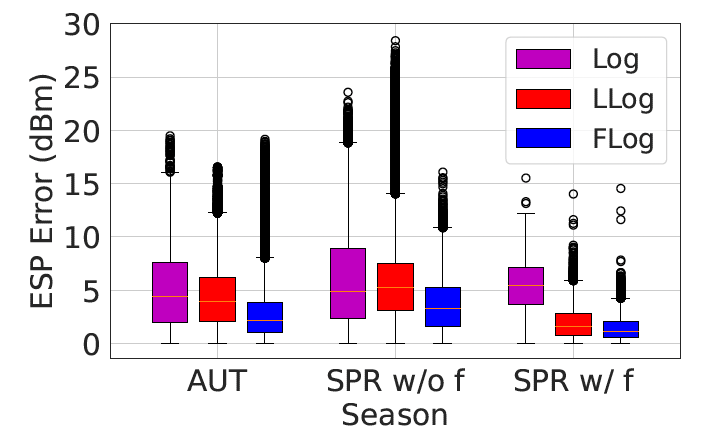 30
25
20
15
10
5
0
ESP Error (dBm)
Log
LLog
FLog
AUT
SPR w/o f
SPR w/ f
Season